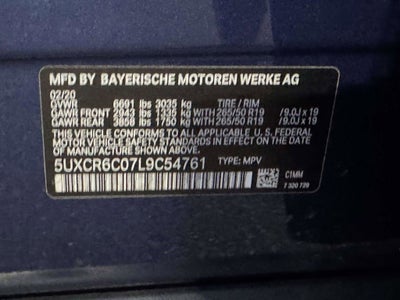 MFD BY BAYERISCHE MOTOREN WERKE AG
02/20
GVWR 6691 lbs 3035 kg TIRE / RIM
GAWR FRONT 2943 lbs 1335 kg WITH 265/50 R19 /9.0J x 19
GAWR REAR 3858 lbs 1750 kg WITH 265/50 R19 /9.0J x 19
THIS VEHICLE CONFORMS TO ALL APPLICABLE U. S. FEDERAL
MOTOR VEHICLE SAFETY STANDARDS IN EFFECT
ON THE DATE OF MANUFACTURE SHOWN ABOVE.
5UXCR6C07L9C54761 TYPE: MPV
C1MM
7 320 729